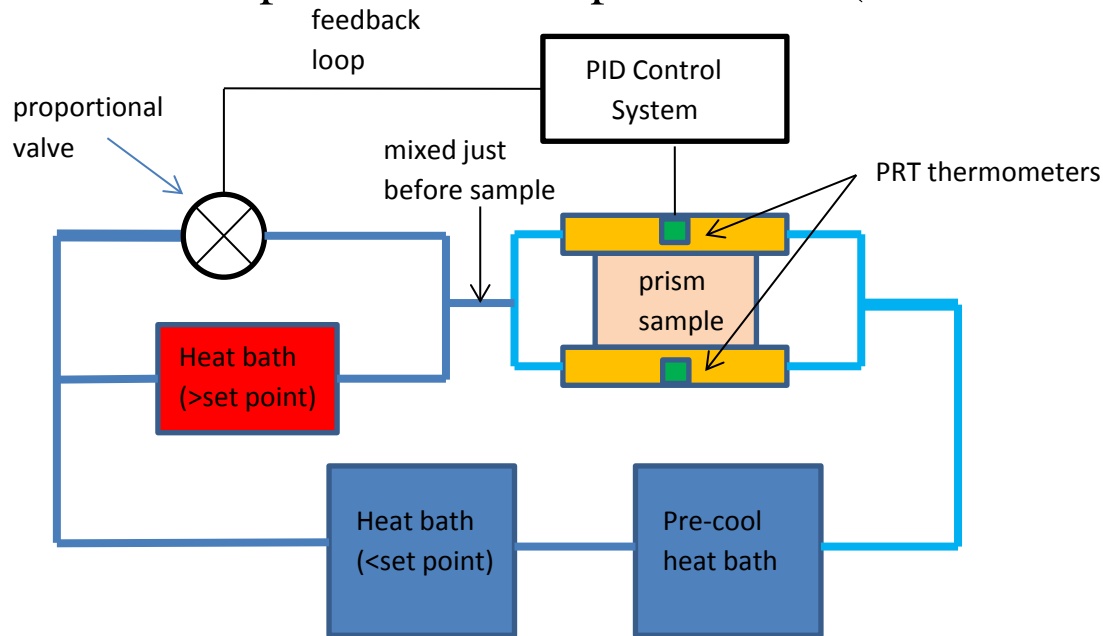 feedback
loop
PID Control
System
proportional
valve
mixed just
before sample
PRT thermometers
prism
sample
Heat bath
(>set point)
Heat bath
(<set point)
Pre-cool
heat bath